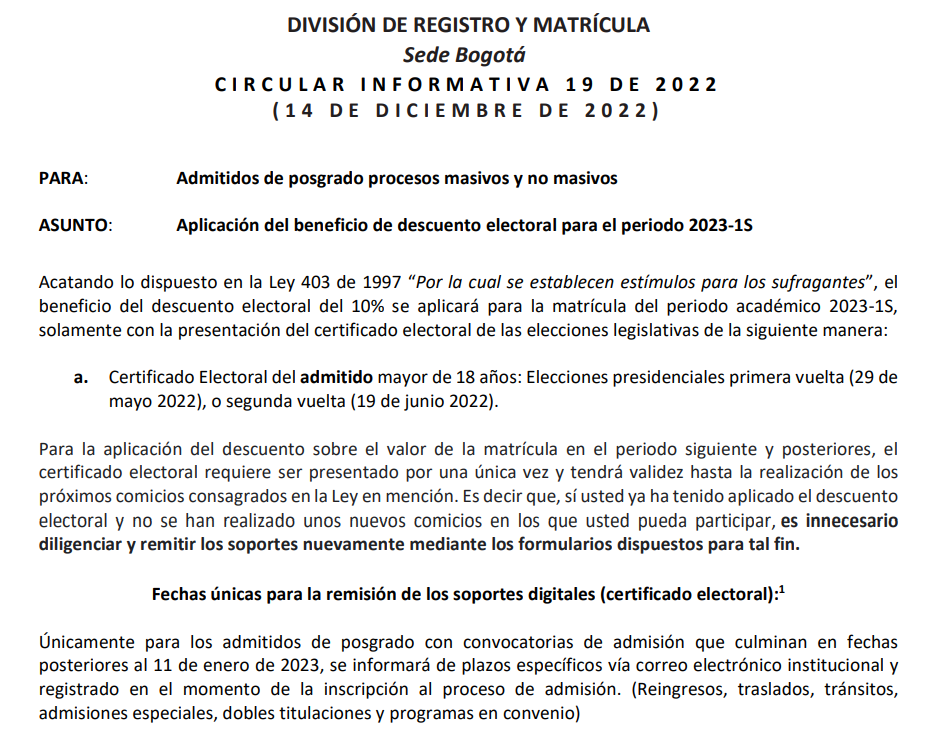 DIVISIÓN DE REGISTRO Y MATRÍCULA
Sede Bogotá
CIRCULAR INFORMATIVA 19 DE 2022
(14 DE DICIEMBRE DE 2022)
PARA: Admitidos de posgrado procesos masivos y no masivos
ASUNTO: Aplicación del beneficio de descuento electoral para el periodo 2023-1S
Acatando lo dispuesto en la Ley 403 de 1997 “Por la cual se establecen estímulos para los sufragantes”, el
beneficio del descuento electoral del 10% se aplicará para la matrícula del periodo académico 2023-1S,
solamente con la presentación del certificado electoral de las elecciones legislativas de la siguiente manera:
a. Certificado Electoral del admitido mayor de 18 años: Elecciones presidenciales primera vuelta (29 de
mayo 2022), o segunda vuelta (19 de junio 2022).
Para la aplicación del descuento sobre el valor de la matrícula en el periodo siguiente y posteriores, el
certificado electoral requiere ser presentado por una única vez y tendrá validez hasta la realización de los
próximos comicios consagrados en la Ley en mención. Es decir que, sí usted ya ha tenido aplicado el descuento
electoral y no se han realizado unos nuevos comicios en los que usted pueda participar, es innecesario
diligenciar y remitir los soportes nuevamente mediante los formularios dispuestos para tal fin.
Fechas únicas para la remisión de los soportes digitales (certificado electoral):1
Únicamente para los admitidos de posgrado con convocatorias de admisión que culminan en fechas
posteriores al 11 de enero de 2023, se informará de plazos específicos vía correo electrónico institucional y
registrado en el momento de la inscripción al proceso de admisión. (Reingresos, traslados, tránsitos,
admisiones especiales, dobles titulaciones y programas en convenio)